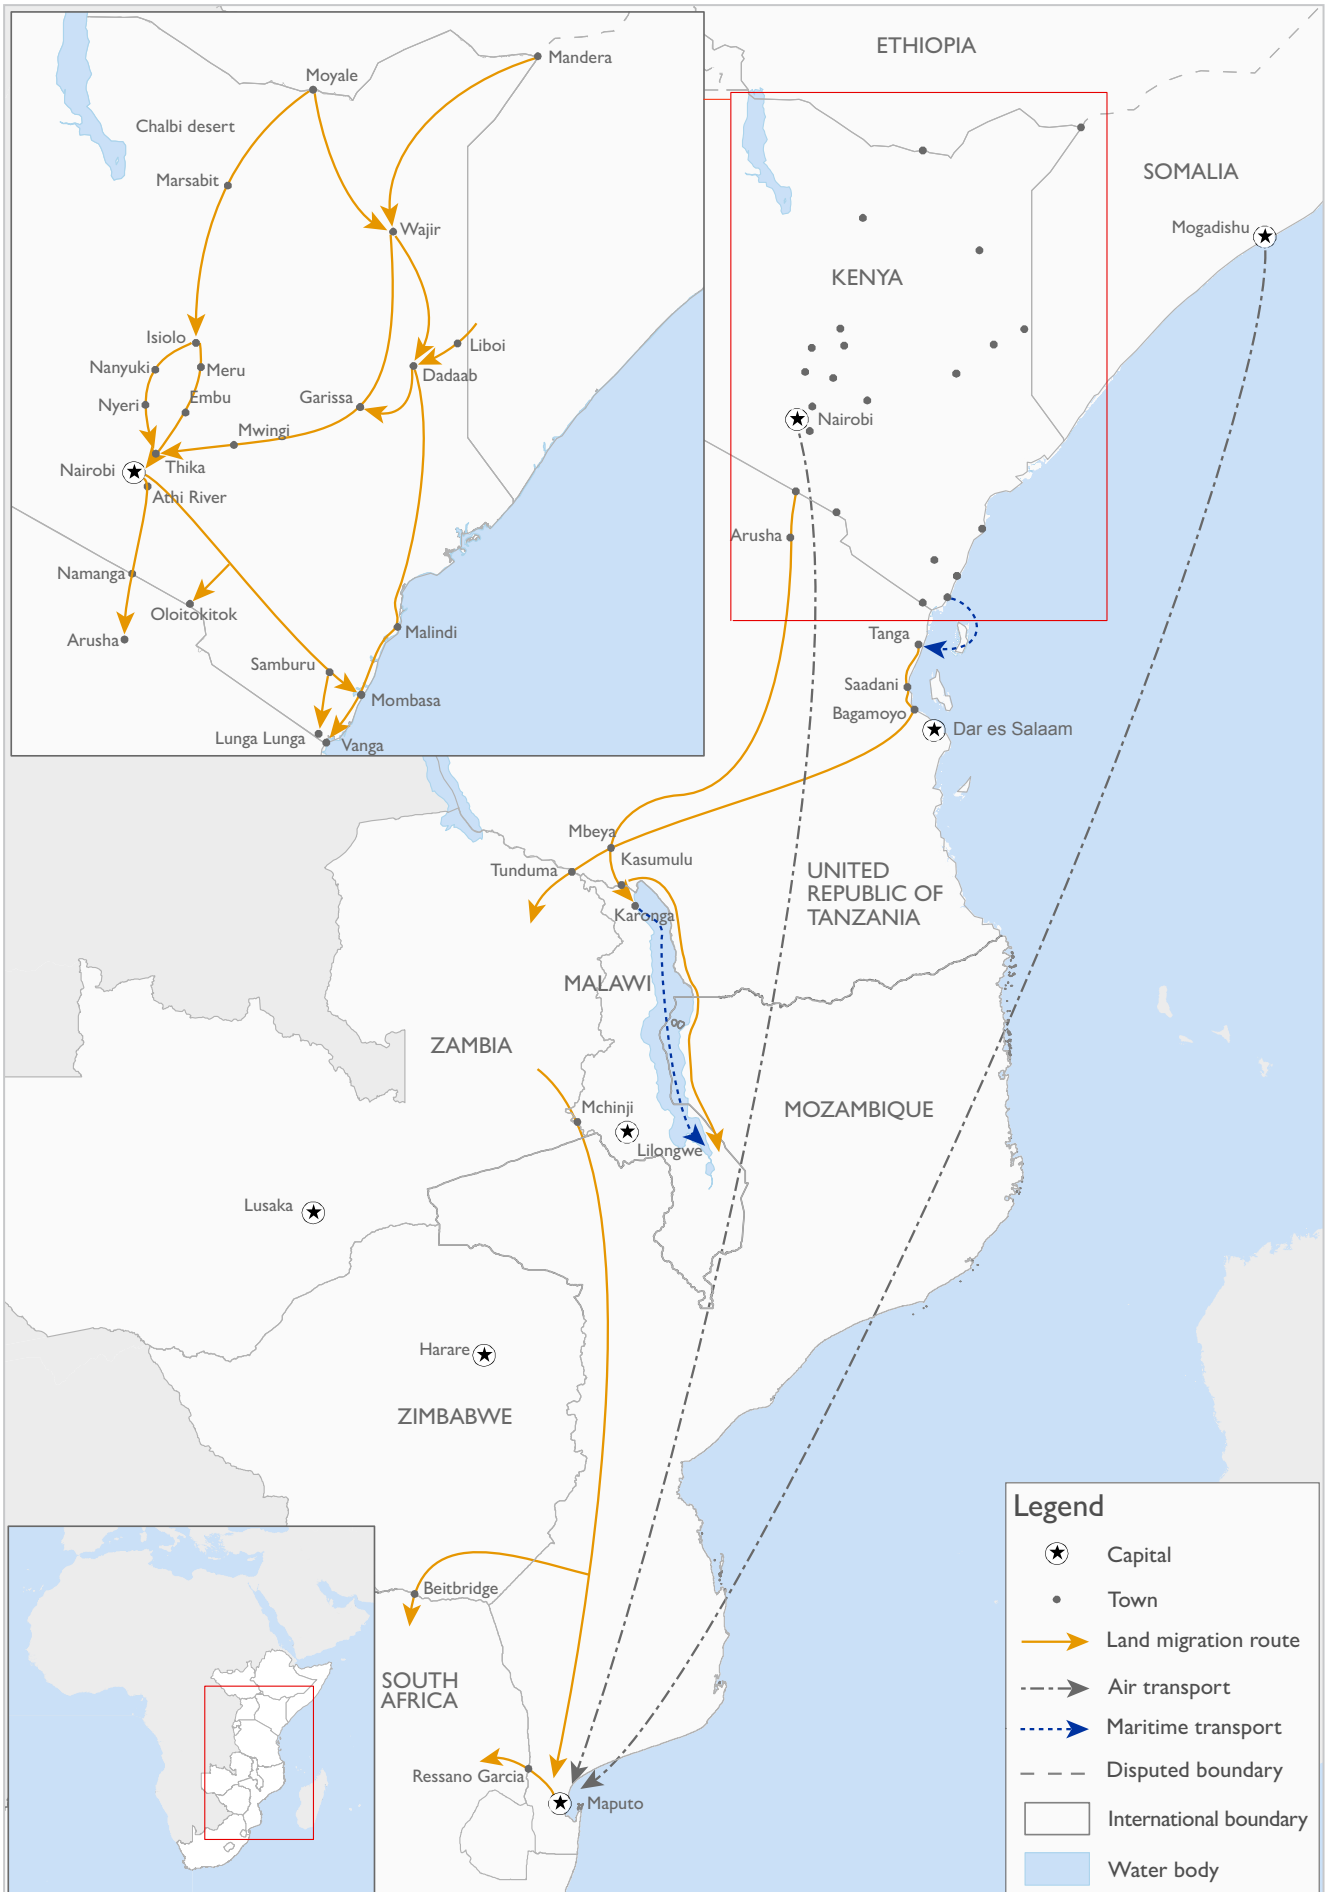 ETHIOPIA
Mandera
Moyale
Chalbi desert
SOMALIA
Marsabit
Mogadishu
Wajir
KENYA
Isiolo
Liboi
Nanyuki
Meru
Dadaab
Nyeri
Embu
Garissa
Mwingi
Nairobi
Thika
Nairobi
Athi River
Arusha
Namanga
Oloitokitok
Arusha
Malindi
Tanga
Samburu
Saadani
Mombasa
Bagamoyo
Dar es Salaam
Lunga Lunga
Vanga
Mbeya
Kasumulu
Tunduma
UNITED
REPUBLIC OF
TANZANIA
Karonga
MALAWI
ZAMBIA
Mchinji
MOZAMBIQUE
Lilongwe
Lusaka
Harare
ZIMBABWE
Beitbridge
SOUTH
AFRICA
Ressano Garcia
Maputo
Legend
Capital
Town
Land migration route
Air transport
Maritime transport
Disputed boundary
International boundary
Water body